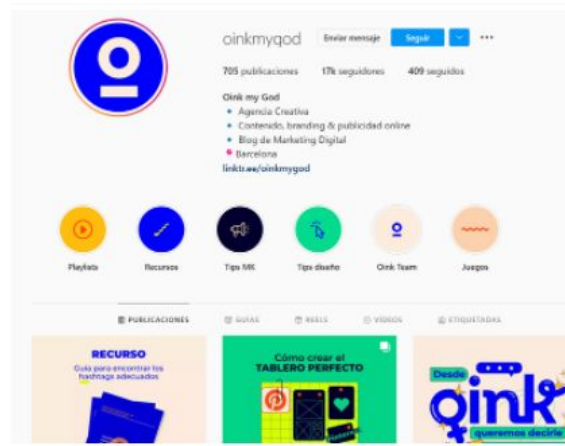 oinkmygod Enviar mensaje Seguir
705 publicaciones 17k seguidores 409 seguidos
Oink my God
Agencia Creativa
Contenido, branding & publicidad online
Blog de Marketing Digital
Barcelona
linktr.ee/oinkmygod
Playlists Recursos Tips MK Tips diseño Oink Team Juegos
PUBLICACIONES GUÍAS REELS VÍDEOS ETIQUETADAS
RECURSO
Guía para encontrar los
hashtags adecuados
Cómo crear el
TABLERO PERFECTO
Desde
oink
queremos decirle